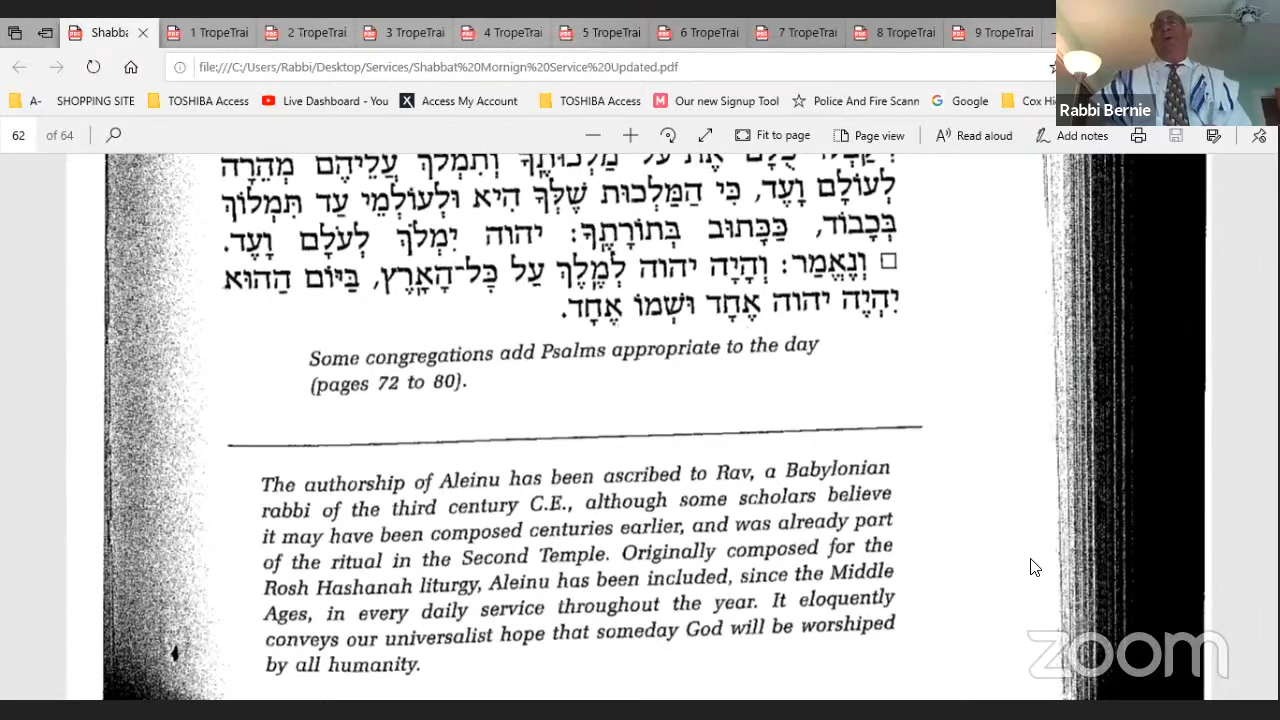 Shabba
1 TropeTrai
2 TropeTrai
3 TropeTrai
4 TropeTrai
5 TropeTrai
6 TropeTrai
7 TropeTrai
8 TropeTrai
9 TropeTrai
file:///C:/Users/Rabbi/Desktop/Services/Shabbat%20Mornign%20Service%20Updated.pdf
A-
SHOPPING SITE
TOSHIBA Access
Live Dashboard - You
Access My Account
TOSHIBA Access
Our new Signup Tool
Police And Fire Scann
Google
Cox Hi
Rabbi Bernie
62 of 64
Fit to page
Page view
Read aloud
Add notes
כֻלָּם אֶת־עֹל מַלְכוּתֶֽךָ וְתִמְלֹךְ עֲלֵיהֶם מְהֵרָה
לְעוֹלָם וָעֶד, כִּי הַמַּלְכוּת שֶׁלְּךָ הִיא וּלְעֽוֹלְמֵי עַד תִּמְלוֹךְ
בְּכָבוֹד, כַּכָּתוּב בְּתוֹרָתֶֽךָ: יהוה יִמְלֹךְ לְעֹלָם וָעֶד.
□ וְנֶאֱמַר: וְהָיָה יהוה לְמֶֽלֶךְ עַל כׇּל־הָאָֽרֶץ, בַּיּוֹם הַהוּא
יִהְיֶה יהוה אֶחָד וּשְׁמוֹ אֶחָד.
Some congregations add Psalms appropriate to the day
(pages 72 to 80).
The authorship of Aleinu has been ascribed to Rav, a Babylonian
rabbi of the third century C.E., although some scholars believe
it may have been composed centuries earlier, and was already part
of the ritual in the Second Temple. Originally composed for the
Rosh Hashanah liturgy, Aleinu has been included, since the Middle
Ages, in every daily service throughout the year. It eloquently
conveys our universalist hope that someday God will be worshiped
by all humanity.
zoom